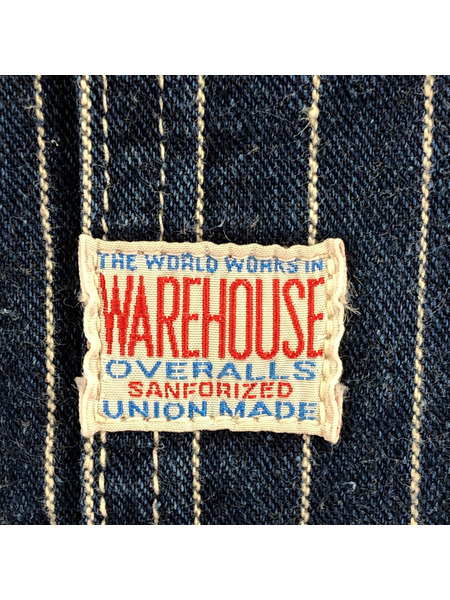 THE WORLD WORKS IN
WAREHOUSE
OVERALLS
SANFORIZED
UNION MADE